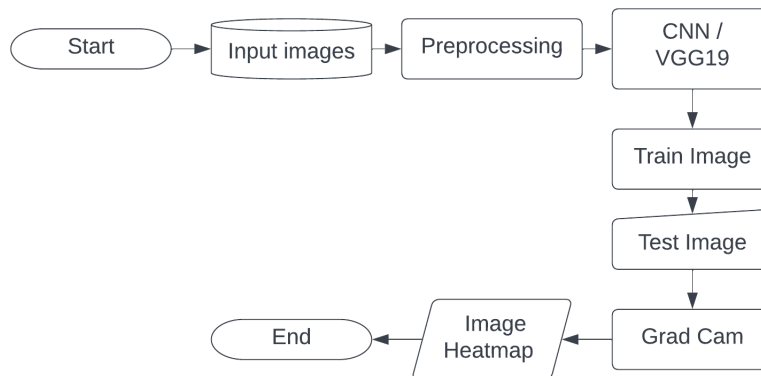 Start
Input images
Preprocessing
CNN /
VGG19
Train Image
Test Image
Grad Cam
Image
Heatmap
End